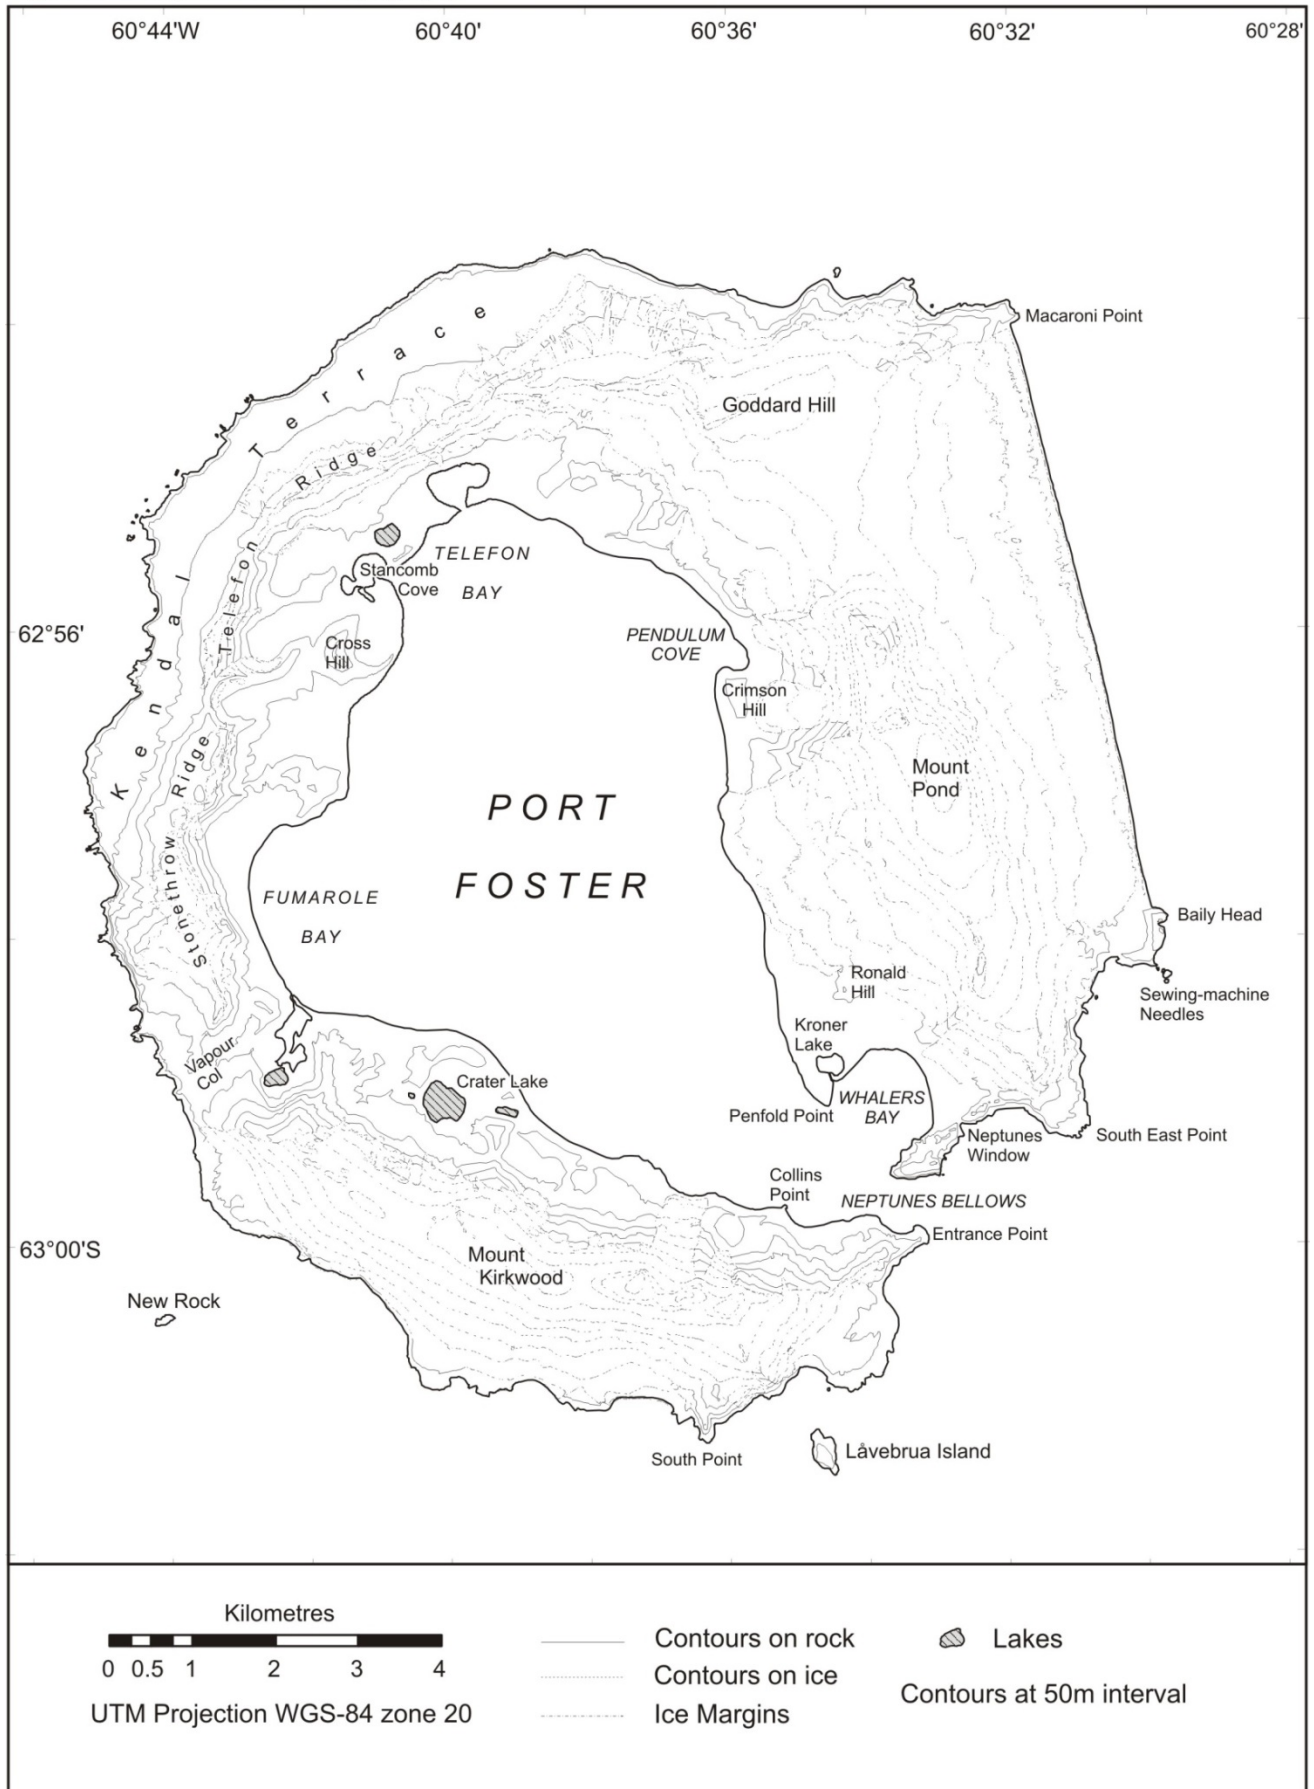 60°44'W
60°40'
60°36'
60°32'
60°28'
Macaroni Point
Kendal Terrace
Goddard Hill
Telefon Ridge
TELEFON
BAY
Stancomb
Cove
62°56'
PENDULUM
COVE
Cross
Hill
Crimson
Hill
Stonethrow Ridge
Mount
Pond
PORT
FOSTER
FUMAROLE
BAY
Baily Head
Ronald
Hill
Sewing-machine
Needles
Kroner
Lake
Vapour
Col
Crater Lake
WHALERS
BAY
Penfold Point
Neptunes
Window
South East Point
Collins
Point
NEPTUNES BELLOWS
Entrance Point
63°00'S
Mount
Kirkwood
New Rock
South Point
Låvebrua Island
Kilometres
0 0.5 1 2 3 4
UTM Projection WGS-84 zone 20
Contours on rock
Contours on ice
Ice Margins
Lakes
Contours at 50m interval